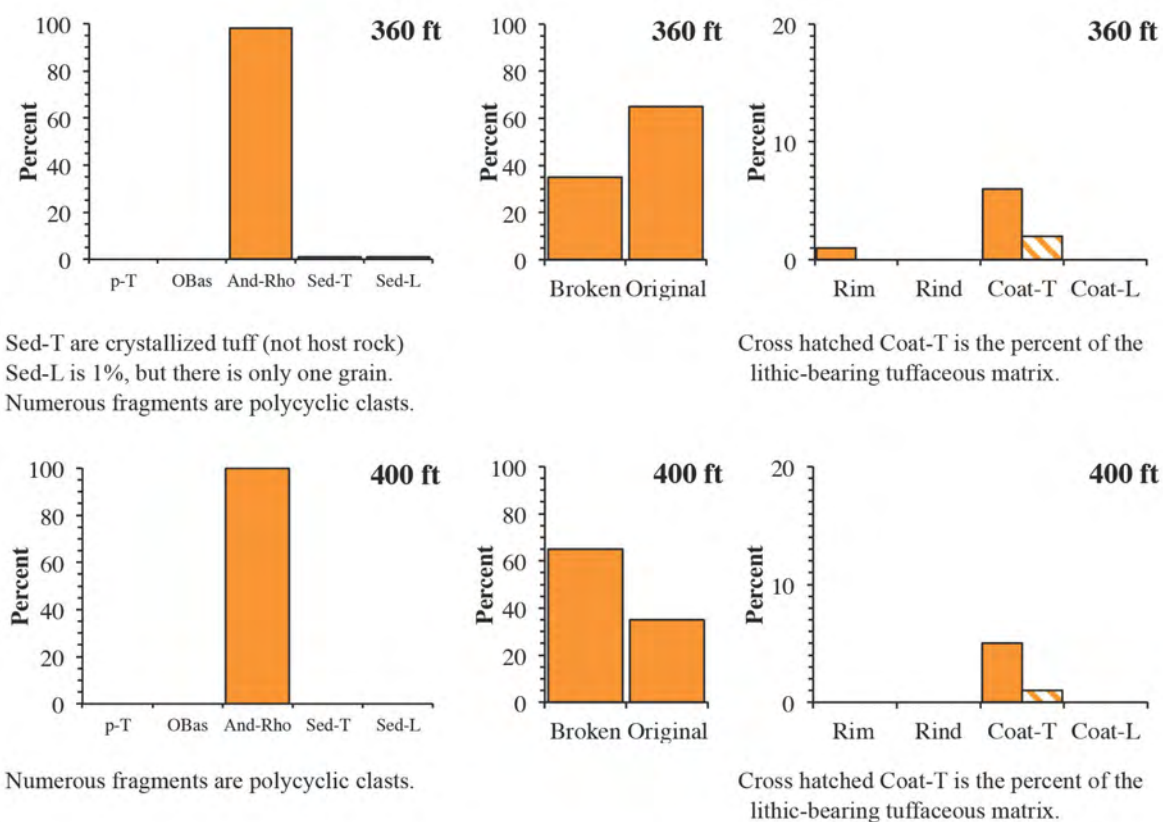 360 ft
Percent
100
80
60
40
20
0
p-T OBas And-Rho Sed-T Sed-L
360 ft
Percent
100
80
60
40
20
0
Broken Original
360 ft
Percent
20
10
0
Rim Rind Coat-T Coat-L
Sed-T are crystallized tuff (not host rock)
Sed-L is 1%, but there is only one grain.
Numerous fragments are polycyclic clasts.
Cross hatched Coat-T is the percent of the
lithic-bearing tuffaceous matrix.
400 ft
Percent
100
80
60
40
20
0
p-T OBas And-Rho Sed-T Sed-L
400 ft
Percent
100
80
60
40
20
0
Broken Original
400 ft
Percent
20
10
0
Rim Rind Coat-T Coat-L
Numerous fragments are polycyclic clasts.
Cross hatched Coat-T is the percent of the
lithic-bearing tuffaceous matrix.